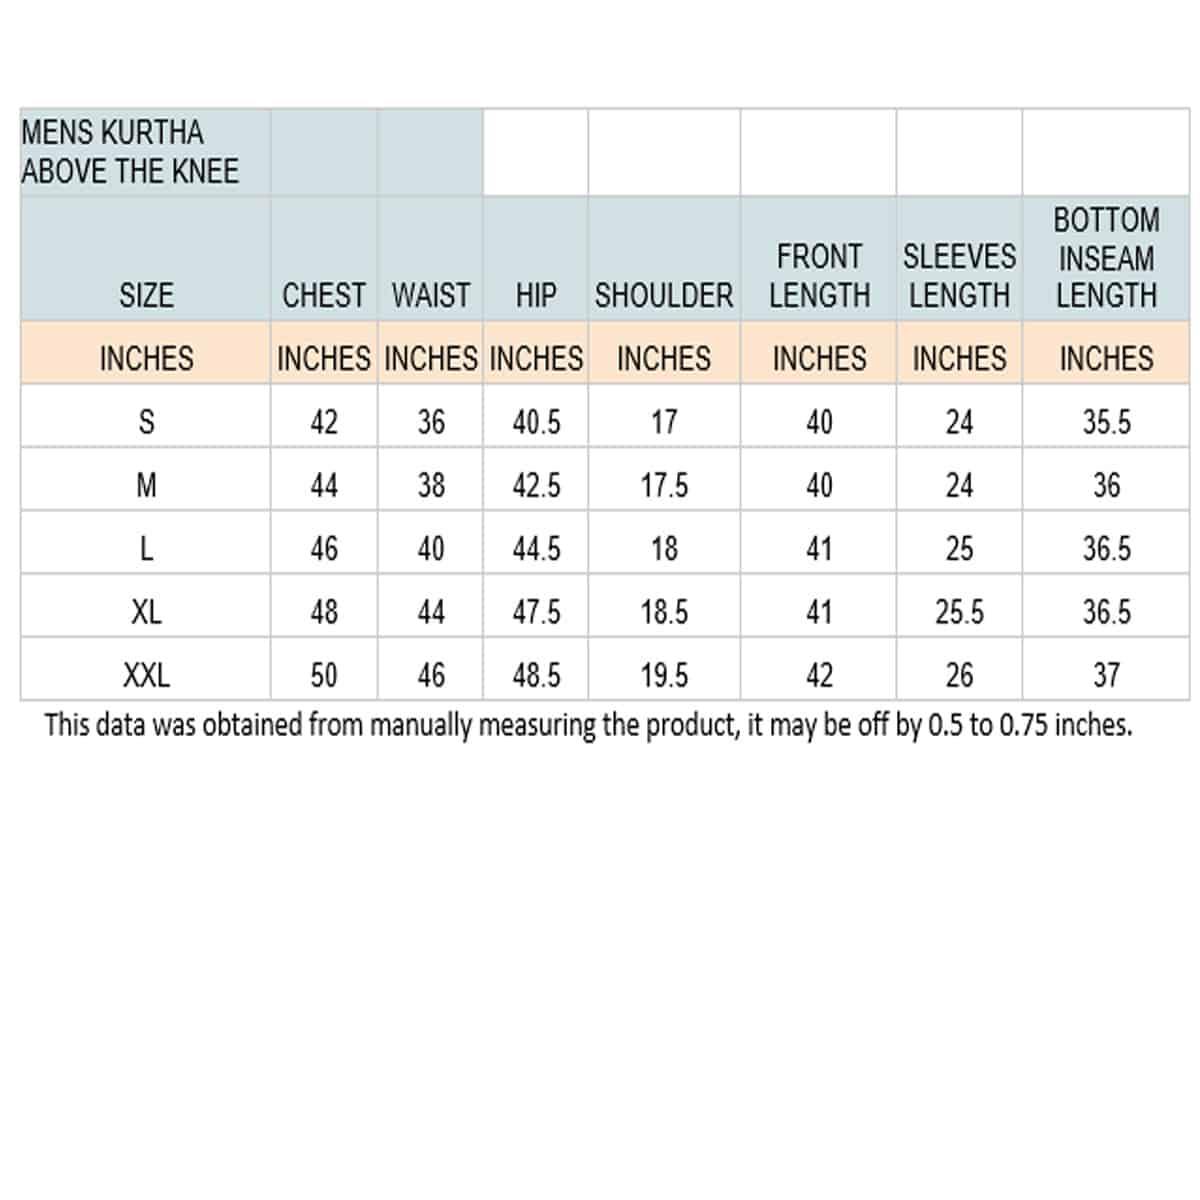 MENS KURTHA
ABOVE THE KNEE
SIZE CHEST WAIST HIP SHOULDER FRONT LENGTH SLEEVES LENGTH BOTTOM INSEAM LENGTH
INCHES INCHES INCHES INCHES INCHES INCHES INCHES INCHES
S 42 36 40.5 17 40 24 35.5
M 44 38 42.5 17.5 40 24 36
L 46 40 44.5 18 41 25 36.5
XL 48 44 47.5 18.5 41 25.5 36.5
XXL 50 46 48.5 19.5 42 26 37
This data was obtained from manually measuring the product, it may be off by 0.5 to 0.75 inches.